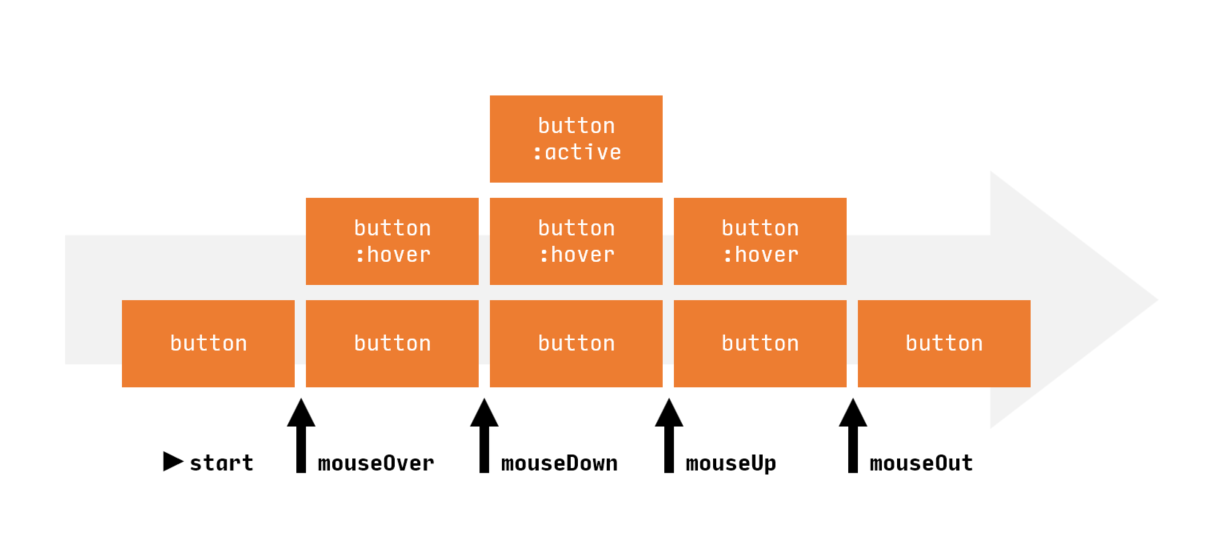 button
:active
button
:hover
button
:hover
button
:hover
button
button
button
button
button
start
mouseOver
mouseDown
mouseUp
mouseOut